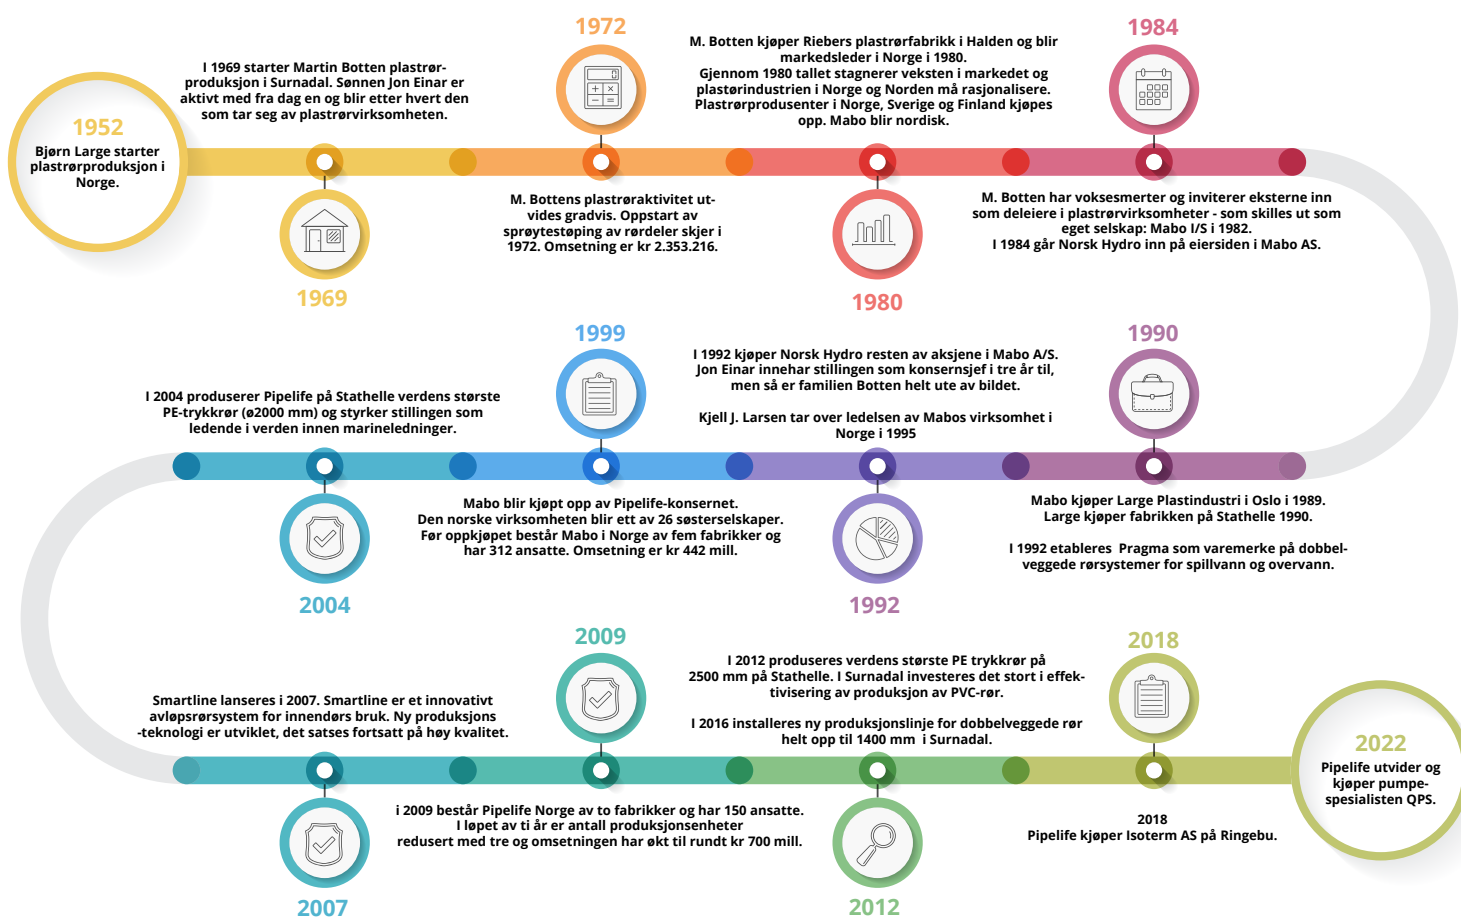 1952
Bjørn Large starter
plastrørproduksjon i
Norge.
I 1969 starter Martin Botten plastrør-
produksjon i Surnadal. Sønnen Jon Einar er
aktivt med fra dag en og blir etter hvert den
som tar seg av plastrørvirksomheten.
1969
1972
M. Bottens plastrøraktivitet ut-
vides gradvis. Oppstart av
sprøytestøping av rørdeler skjer i
1972. Omsetning er kr 2.353.216.
M. Botten kjøper Riebers plastrørfabrikk i Halden og blir
markedsleder i Norge i 1980.
Gjennom 1980 tallet stagnerer veksten i markedet og
plastørindustrien i Norge og Norden må rasjonalisere.
Plastrørprodusenter i Norge, Sverige og Finland kjøpes
opp. Mabo blir nordisk.
1980
1984
M. Botten har voksesmerter og inviterer eksterne inn
som deleiere i plastrørvirksomheter - som skilles ut som
eget selskap: Mabo I/S i 1982.
I 1984 går Norsk Hydro inn på eiersiden i Mabo AS.
1990
Mabo kjøper Large Plastindustri i Oslo i 1989.
Large kjøper fabrikken på Stathelle 1990.
I 1992 etableres Pragma som varemerke på dobbel-
veggede rørsystemer for spillvann og overvann.
I 1992 kjøper Norsk Hydro resten av aksjene i Mabo A/S.
Jon Einar innehar stillingen som konsernsjef i tre år til,
men så er familien Botten helt ute av bildet.
Kjell J. Larsen tar over ledelsen av Mabos virksomhet i
Norge i 1995
1992
1999
Mabo blir kjøpt opp av Pipelife-konsernet.
Den norske virksomheten blir ett av 26 søsterselskaper.
Før oppkjøpet består Mabo i Norge av fem fabrikker og
har 312 ansatte. Omsetning er kr 442 mill.
I 2004 produserer Pipelife på Stathelle verdens største
PE-trykkrør (ø2000 mm) og styrker stillingen som
ledende i verden innen marineledninger.
2004
Smartline lanseres i 2007. Smartline er et innovativt
avløpsrørsystem for innendørs bruk. Ny produksjons
-teknologi er utviklet, det satses fortsatt på høy kvalitet.
2007
2009
i 2009 består Pipelife Norge av to fabrikker og har 150 ansatte.
I løpet av ti år er antall produksjonsenheter
redusert med tre og omsetningen har økt til rundt kr 700 mill.
I 2012 produseres verdens største PE trykkrør på
2500 mm på Stathelle. I Surnadal investeres det stort i effek-
tivisering av produksjon av PVC-rør.
I 2016 installeres ny produksjonslinje for dobbelveggede rør
helt opp til 1400 mm i Surnadal.
2012
2018
2018
Pipelife kjøper Isoterm AS på Ringebu.
2022
Pipelife utvider og
kjøper pumpe-
spesialisten QPS.